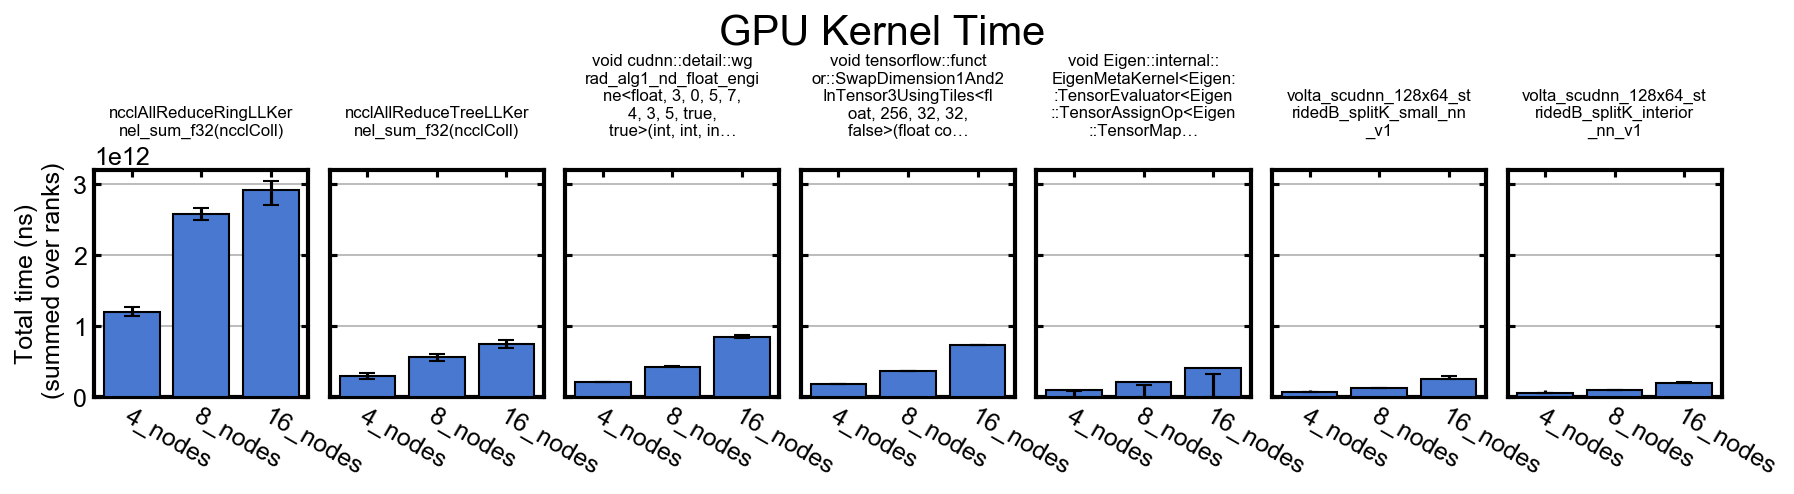 GPU Kernel Time
ncclAllReduceRingLLKer
nel_sum_f32(ncclColl)
ncclAllReduceTreeLLKer
nel_sum_f32(ncclColl)
void cudnn::detail::wg
rad_alg1_nd_float_engi
ne<float, 3, 0, 5, 7,
4, 3, 5, true,
true>(int, int, in…
void tensorflow::funct
or::SwapDimension1And2
InTensor3UsingTiles<fl
oat, 256, 32, 32,
false>(float co…
void Eigen::internal::
EigenMetaKernel<Eigen:
:TensorEvaluator<Eigen
::TensorAssignOp<Eigen
::TensorMap…
volta_scudnn_128x64_st
ridedB_splitK_small_nn
_v1
volta_scudnn_128x64_st
ridedB_splitK_interior
_nn_v1
1e12
3
2
1
0
Total time (ns)
(summed over ranks)
4_nodes
8_nodes
16_nodes
4_nodes
8_nodes
16_nodes
4_nodes
8_nodes
16_nodes
4_nodes
8_nodes
16_nodes
4_nodes
8_nodes
16_nodes
4_nodes
8_nodes
16_nodes
4_nodes
8_nodes
16_nodes